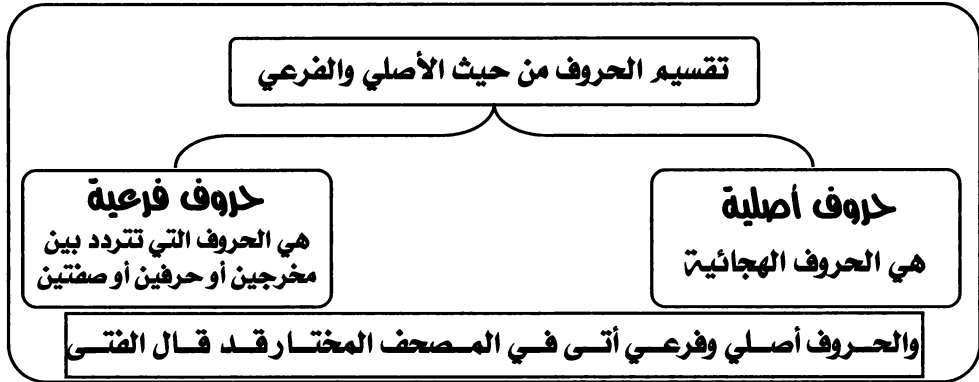 تقسيم الحروف من حيث الأصلي والفرعي
حروف أصلية
هي الحروف الهجائية
حروف فرعية
هي الحروف التي تتردد بين
مخرجين أو حرفين أو صفتين
والحروف أصلي وفرعي أتى في المصحف المختار قد قال الفتى